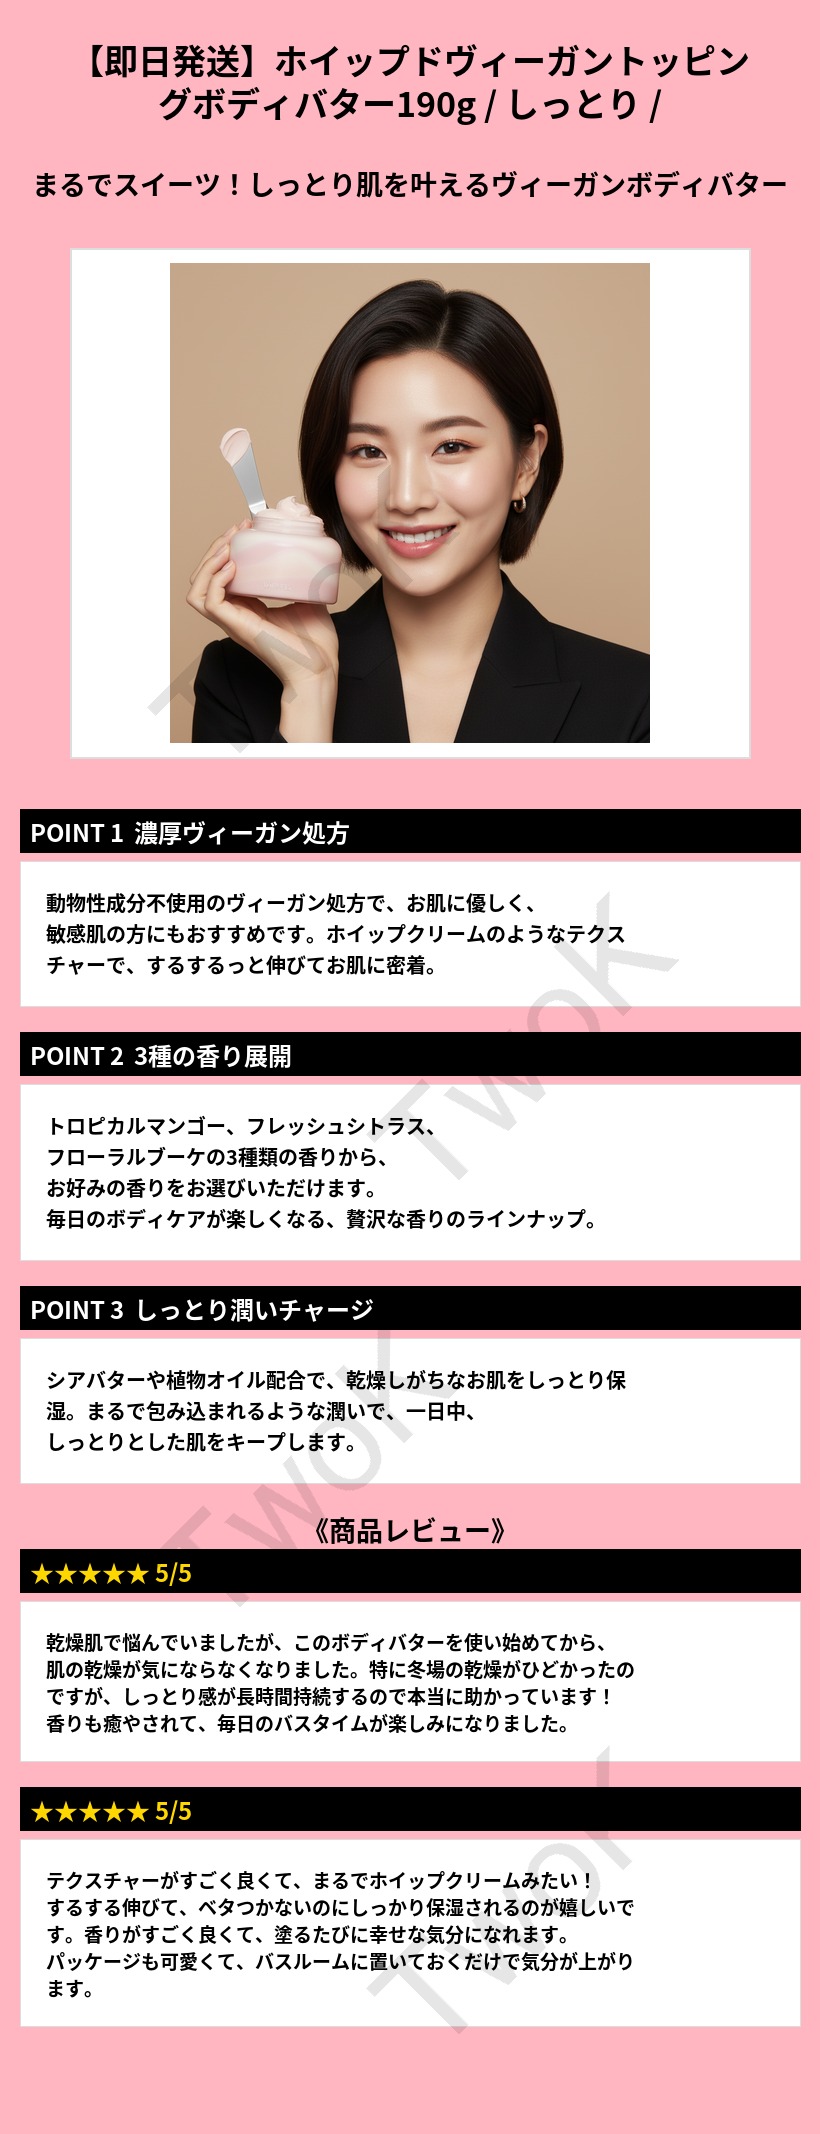 【即日発送】ホイップドヴィーガントッピン
グボディバター190g / しっとり /
まるでスイーツ！しっとり肌を叶えるヴィーガンボディバター
POINT 1 濃厚ヴィーガン処方
動物性成分不使用のヴィーガン処方で、お肌に優しく、
敏感肌の方にもおすすめです。ホイップクリームのようなテクス
チャーで、するするっと伸びてお肌に密着。
POINT 2 3種の香り展開
トロピカルマンゴー、フレッシュシトラス、
フローラルブーケの3種類の香りから、
お好みの香りをお選びいただけます。
毎日のボディケアが楽しくなる、贅沢な香りのラインナップ。
POINT 3 しっとり潤いチャージ
シアバターや植物オイル配合で、乾燥しがちなお肌をしっとり保
湿。まるで包み込まれるような潤いで、一日中、
しっとりとした肌をキープします。
《商品レビュー》
★★★★★ 5/5
乾燥肌で悩んでいましたが、このボディバターを使い始めてから、
肌の乾燥が気にならなくなりました。特に冬場の乾燥がひどかったの
ですが、しっとり感が長時間持続するので本当に助かっています！
香りも癒やされて、毎日のバスタイムが楽しみになりました。
★★★★★ 5/5
テクスチャーがすごく良くて、まるでホイップクリームみたい！
するする伸びて、ベタつかないのにしっかり保湿されるのが嬉しいで
す。香りがすごく良くて、塗るたびに幸せな気分になれます。
パッケージも可愛くて、バスルームに置いておくだけで気分が上がり
ます。
TwoK
TwoK
TwoK
TwoK